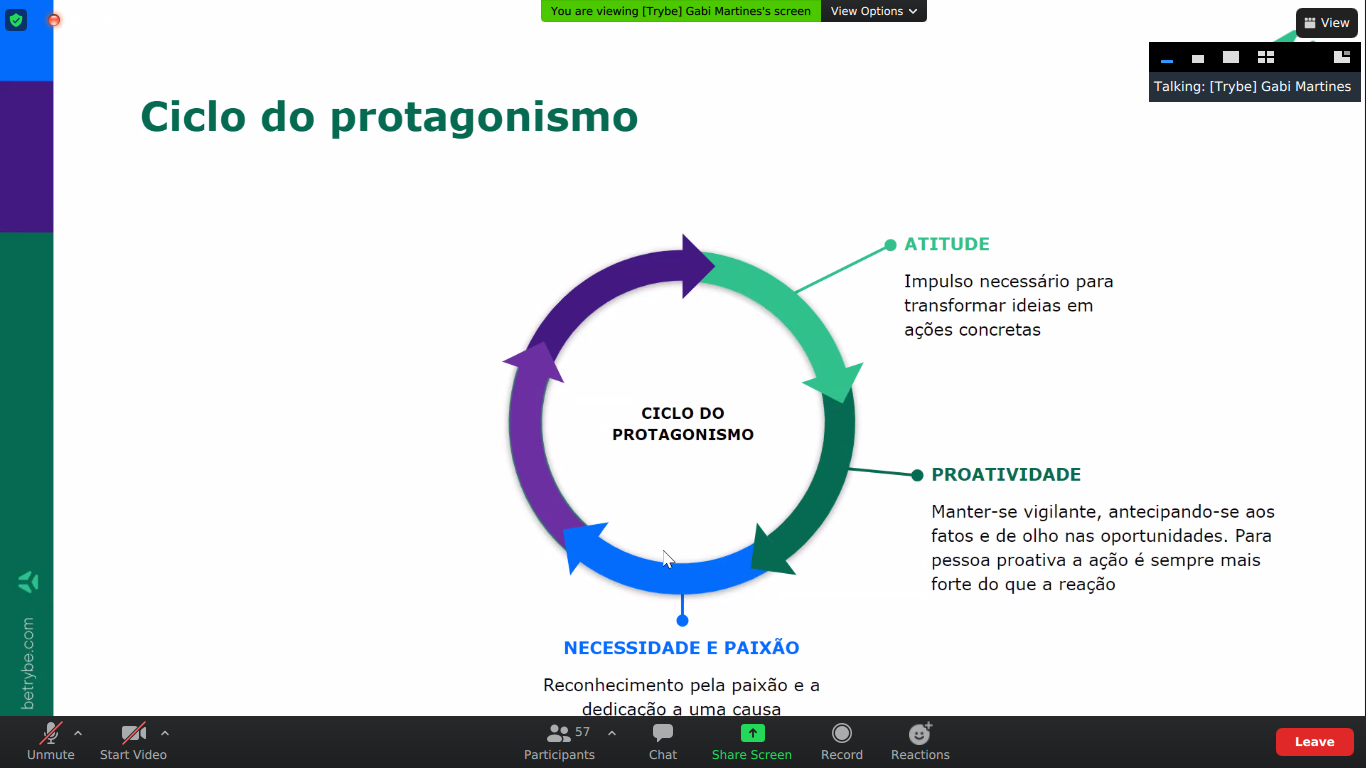 You are viewing [Trybe] Gabi Martines's screen
View Options
View
Talking: [Trybe] Gabi Martines
Ciclo do protagonismo
ATITUDE
Impulso necessário para
transformar ideias em
ações concretas
CICLO DO
PROTAGONISMO
PROATIVIDADE
Manter-se vigilante, antecipando-se aos
fatos e de olho nas oportunidades. Para
pessoa proativa a ação é sempre mais
forte do que a reação
NECESSIDADE E PAIXÃO
Reconhecimento pela paixão e a
dedicação a uma causa
betrybe.com
Unmute
Start Video
57
Participants
Chat
Share Screen
Record
Reactions
Leave